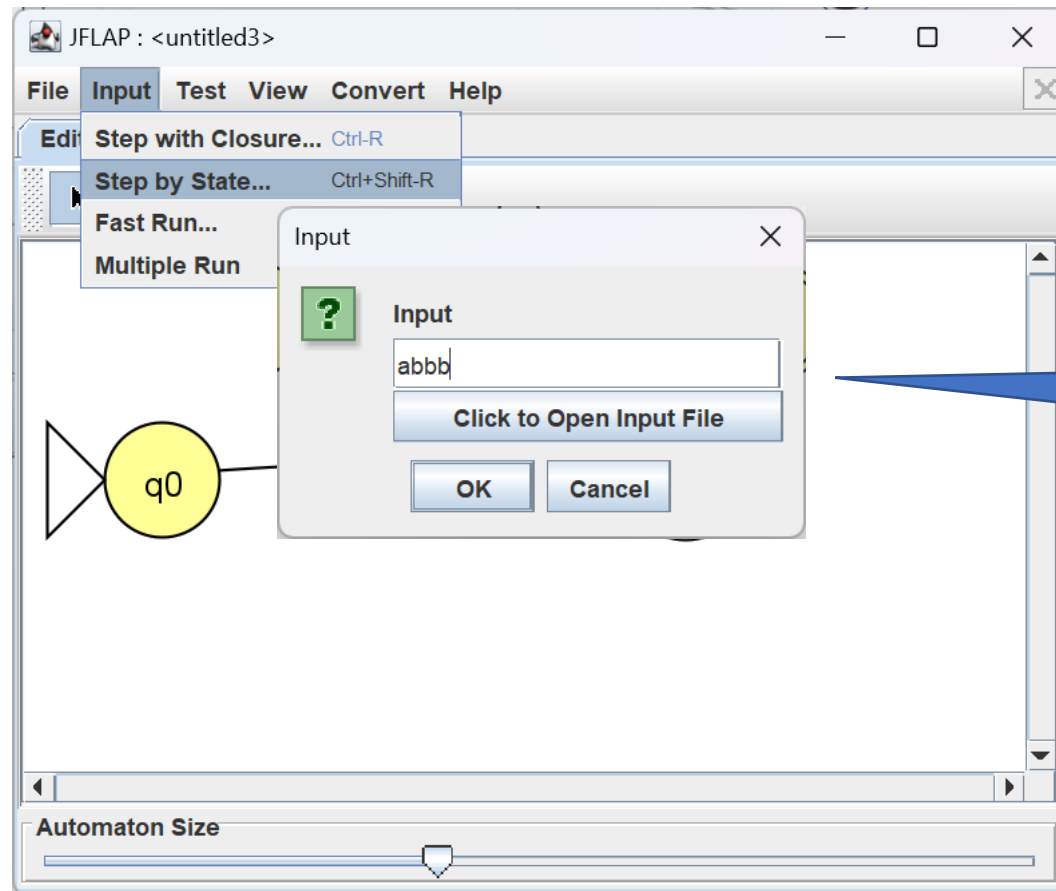 JFLAP : <untitled3>
File Input Test View Convert Help
Edit
Step with Closure... Ctrl-R
Step by State... Ctrl+Shift-R
Fast Run...
Multiple Run
Input
Input
abbb
Click to Open Input File
OK Cancel
q0
Automaton Size